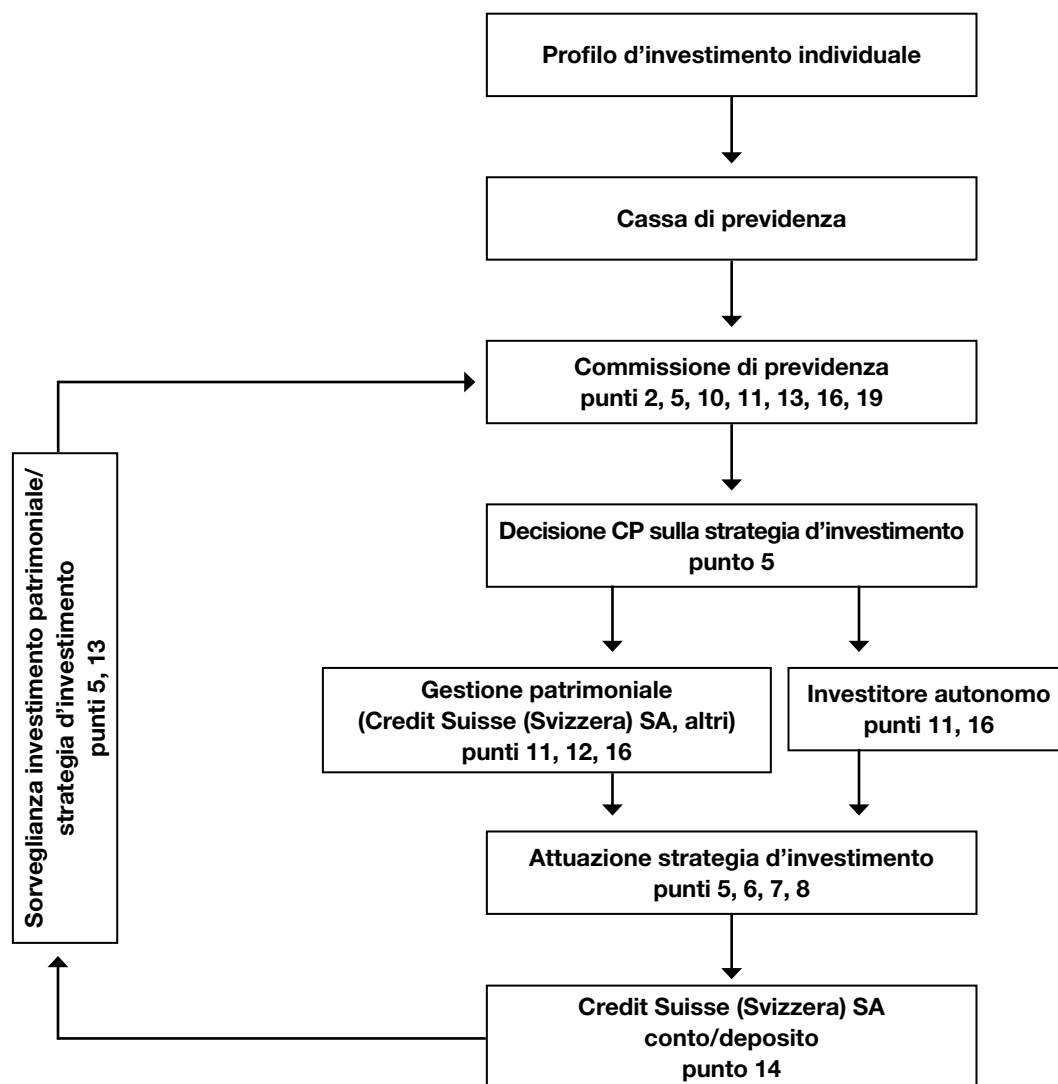 Profilo d’investimento individuale
Cassa di previdenza
Commissione di previdenza
punti 2, 5, 10, 11, 13, 16, 19
Decisione CP sulla strategia d’investimento
punto 5
Gestione patrimoniale
(Credit Suisse (Svizzera) SA, altri)
punti 11, 12, 16
Investitore autonomo
punti 11, 16
Attuazione strategia d’investimento
punti 5, 6, 7, 8
Credit Suisse (Svizzera) SA
conto/deposito
punto 14
Sorveglianza investimento patrimoniale/
strategia d’investimento
punti 5, 13